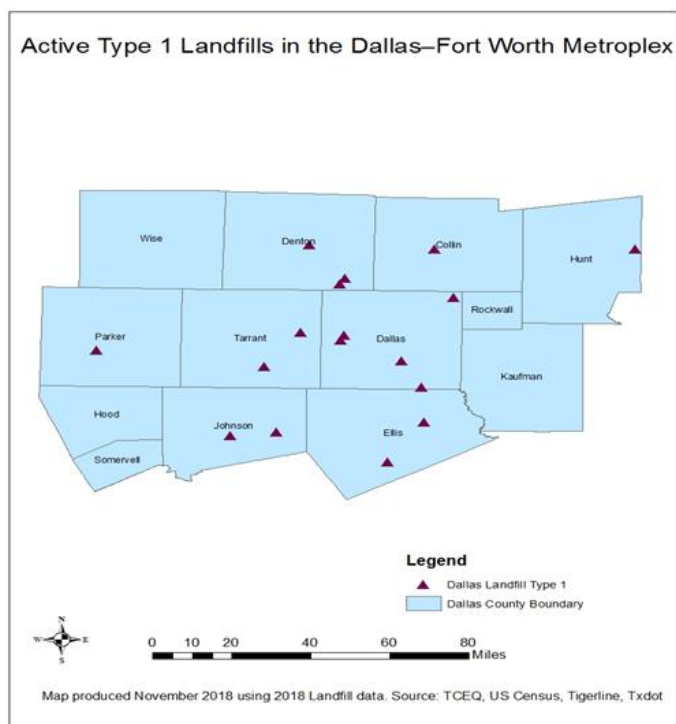 Active Type 1 Landfills in the Dallas–Fort Worth Metroplex
Wise
Denton
Collin
Hunt
Rockwall
Parker
Tarrant
Dallas
Kaufman
Hood
Johnson
Ellis
Somervell
Legend
Dallas Landfill Type 1
Dallas County Boundary
N
W E
S
0 10 20 40 60 80
Miles
Map produced November 2018 using 2018 Landfill data. Source: TCEQ, US Census, Tigerline, Txdot